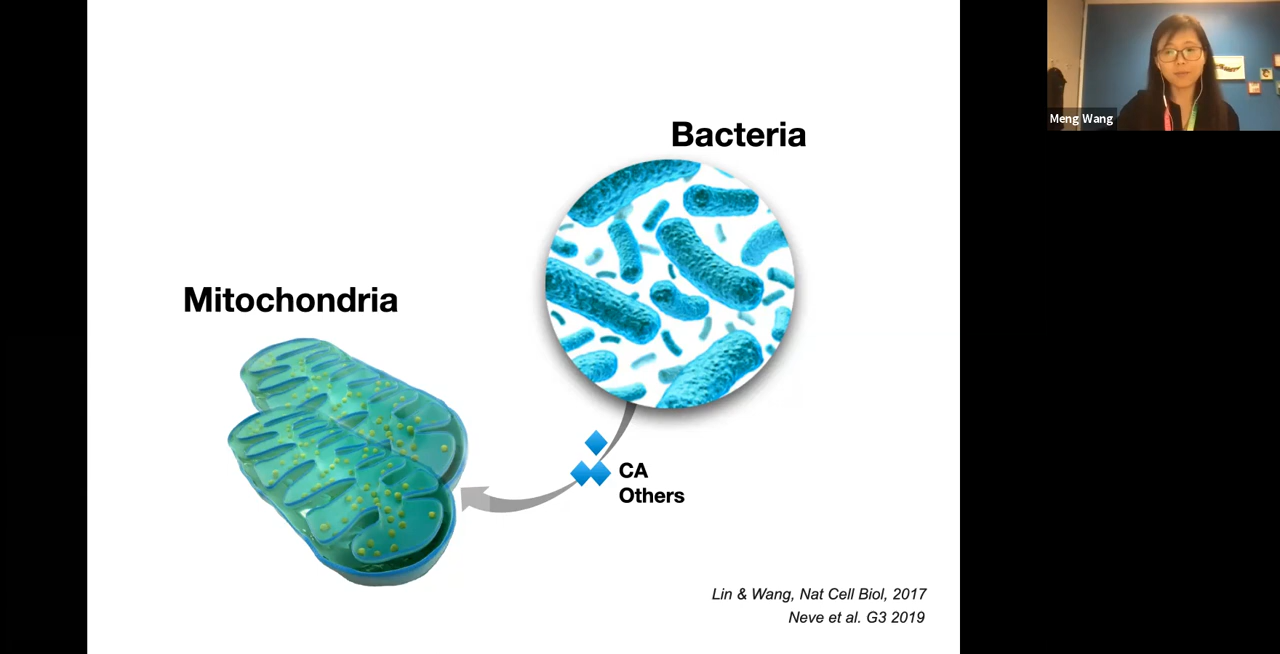 Bacteria
Mitochondria
CA
Others
Lin & Wang, Nat Cell Biol, 2017
Neve et al. G3 2019
Meng Wang